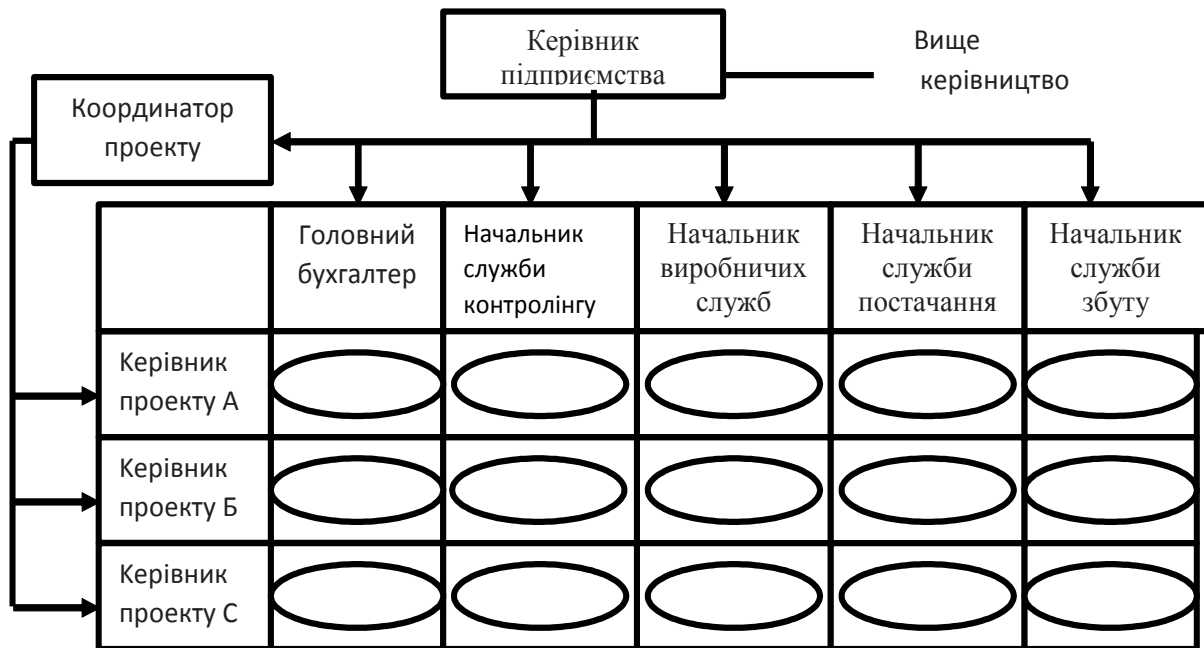 Керівник
підприємства
Вище
керівництво
Координатор
проекту
Головний
бухгалтер
Начальник
служби
контролінгу
Начальник
виробничих
служб
Начальник
служби
постачання
Начальник
служби
збуту
Керівник
проекту А
Керівник
проекту Б
Керівник
проекту С